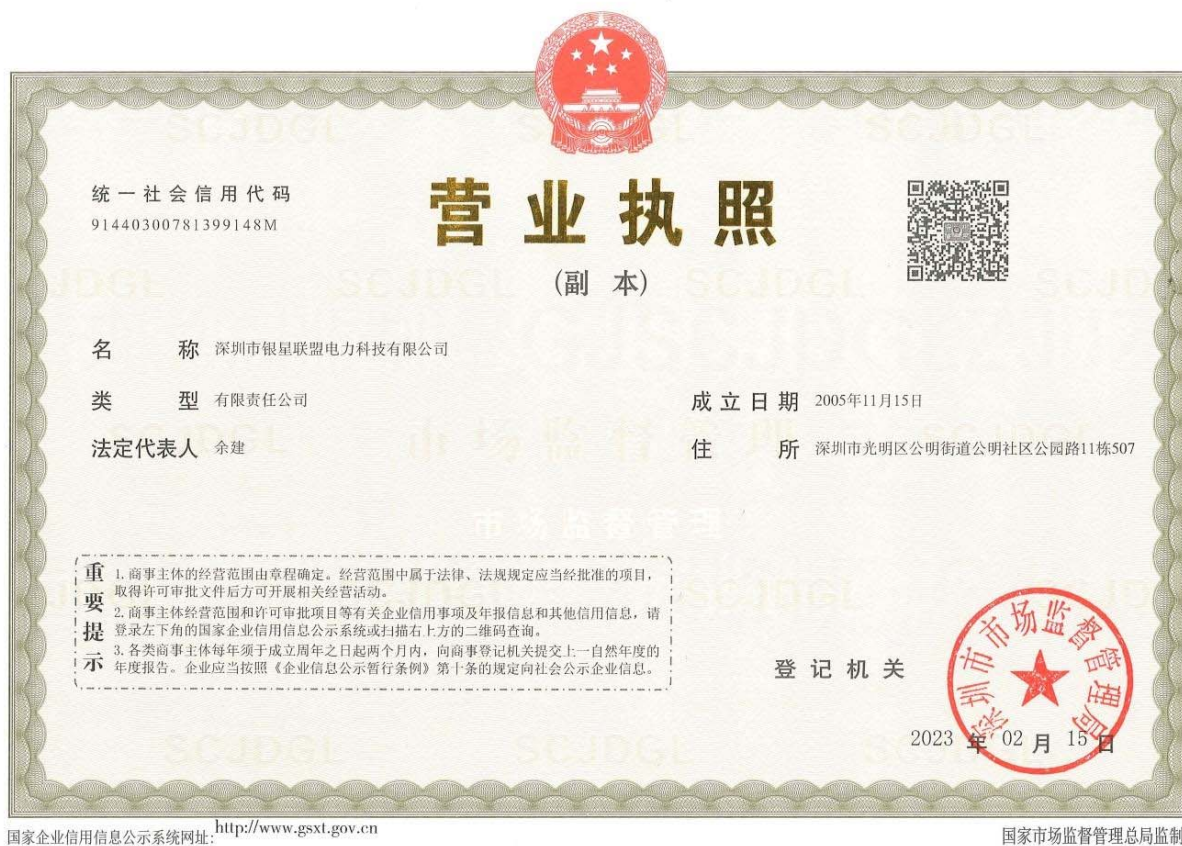 统一社会信用代码
91440300781399148M
营业执照
(副 本)
名 称 深圳市银星联盟电力科技有限公司
类 型 有限责任公司
成立日期 2005年11月15日
法定代表人 余建
住 所 深圳市光明区公明街道公明社区公园路11栋507
市场监督管理
重要提示
1. 商事主体的经营范围由章程确定。经营范围中属于法律、法规规定应当经批准的项目，
取得许可审批文件后方可开展相关经营活动。
2. 商事主体经营范围和许可审批项目等有关企业信用事项及年报信息和其他信用信息，请
登录左下角的国家企业信用信息公示系统或扫描右上方的二维码查询。
3. 各类商事主体每年须于成立周年之日起两个月内，向商事登记机关提交上一自然年度的
年度报告。企业应当按照《企业信息公示暂行条例》第十条的规定向社会公示企业信息。
登记机关
深圳市市场监督管理局
2023 年 02 月 15 日
国家企业信用信息公示系统网址: http://www.gsxt.gov.cn
国家市场监督管理总局监制
SCJDGL